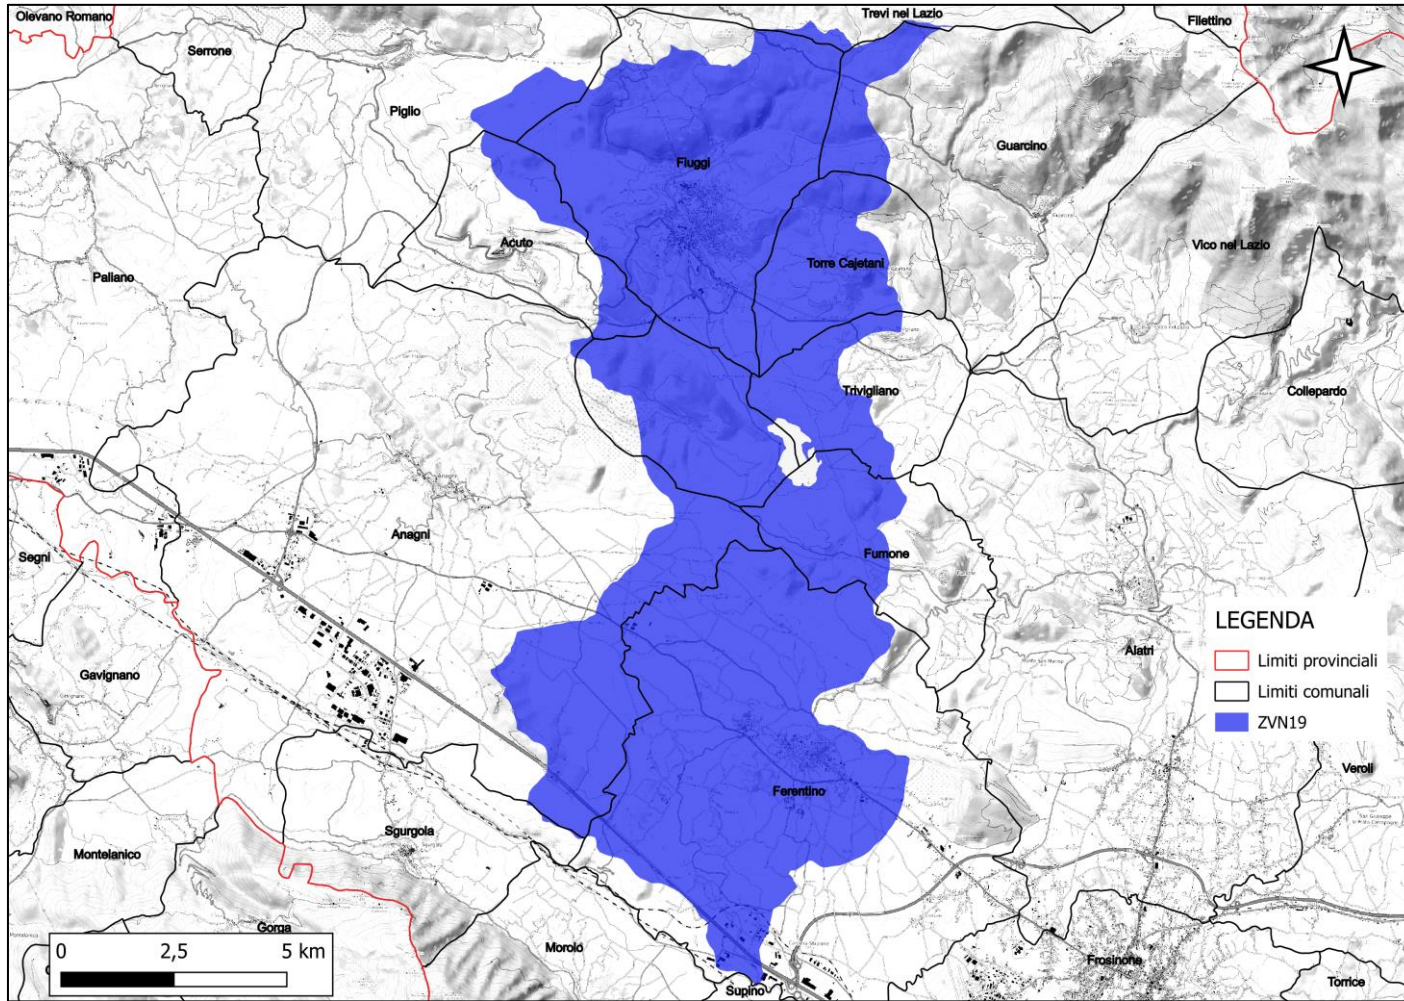 Olevano Romano
Trevi nel Lazio
Filettino
Serrone
Piglio
Guarcino
Fiuggi
Acuto
Vico nel Lazio
Torre Cajetani
Paliano
Trivigliano
Collepardo
Anagni
Fumone
Segni
LEGENDA
Limiti provinciali
Limiti comunali
ZVN19
Alatri
Gavignano
Veroli
Ferentino
Sgurgola
Montelanico
Gorga
Morolo
Frosinone
Supino
Torrice
0 2,5 5 km